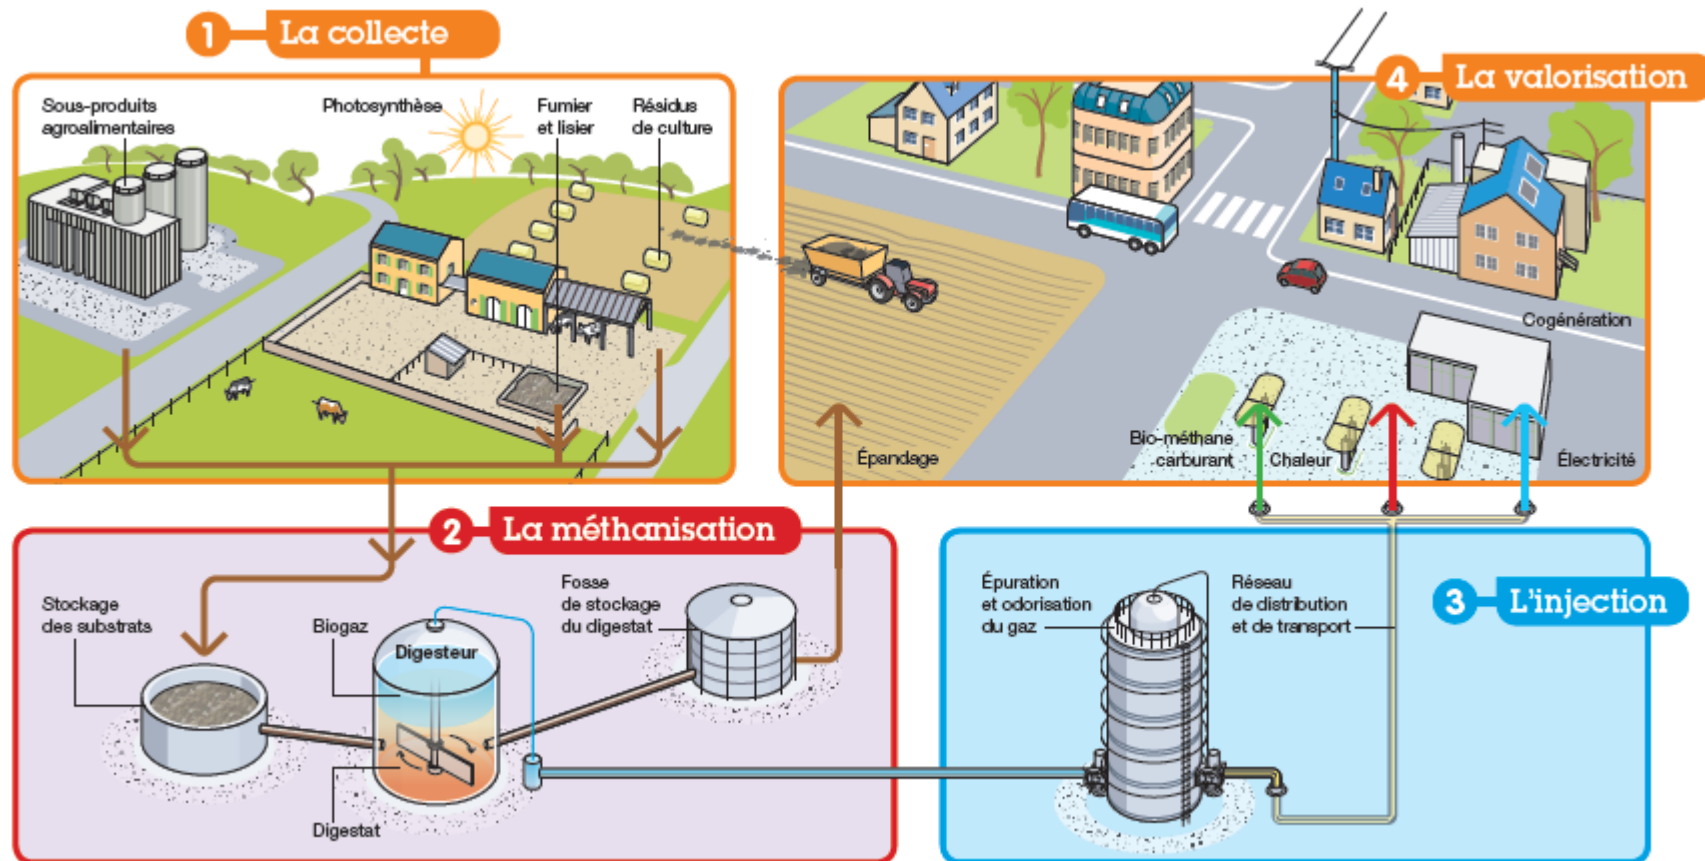 1 La collecte
Sous-produits
agroalimentaires
Photosynthèse
Fumier
et lisier
Résidus
de culture
4 La valorisation
Cogénération
Épandage
Bio-méthane
carburant
Chaleur
Électricité
2 La méthanisation
Stockage
des substrats
Biogaz
Digesteur
Digestat
Fosse
de stockage
du digestat
3 L'injection
Épuration
et odorisation
du gaz
Réseau
de distribution
et de transport